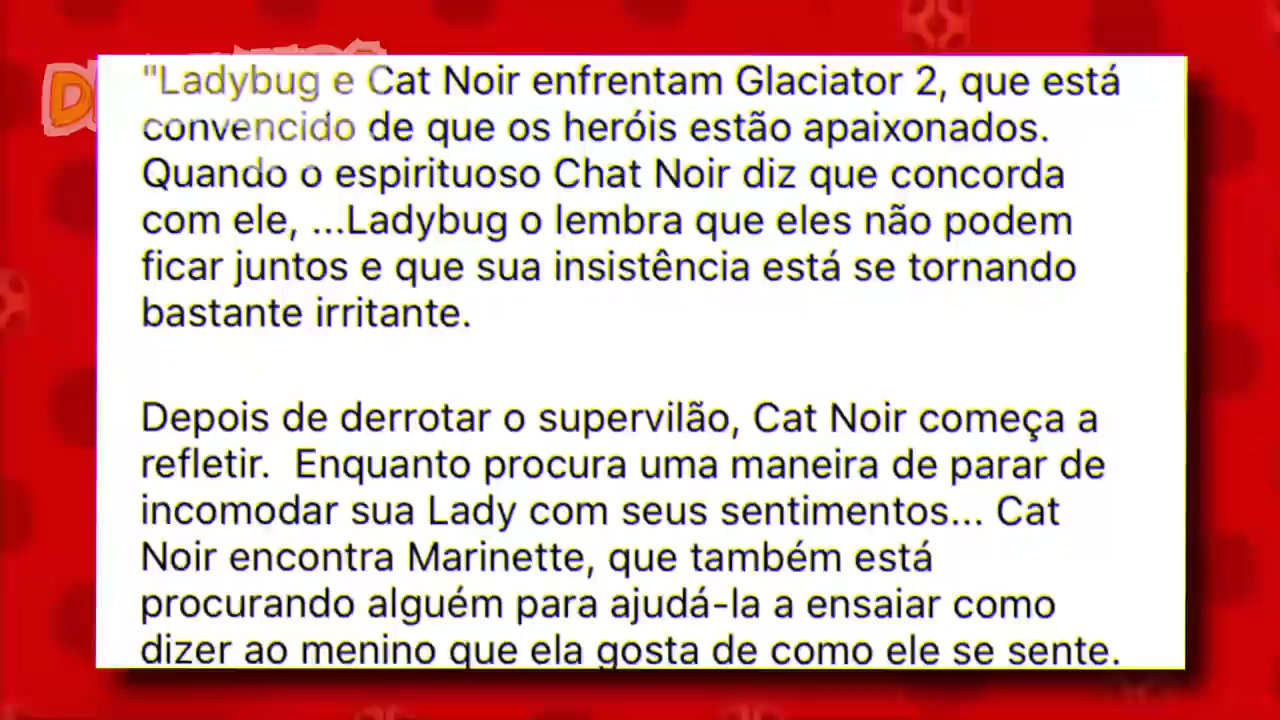 "Ladybug e Cat Noir enfrentam Glaciator 2, que está
convencido de que os heróis estão apaixonados.
Quando o espirituoso Chat Noir diz que concorda
com ele, ...Ladybug o lembra que eles não podem
ficar juntos e que sua insistência está se tornando
bastante irritante.
Depois de derrotar o supervilão, Cat Noir começa a
refletir.  Enquanto procura uma maneira de parar de
incomodar sua Lady com seus sentimentos... Cat
Noir encontra Marinette, que também está
procurando alguém para ajudá-la a ensaiar como
dizer ao menino que ela gosta de como ele se sente.